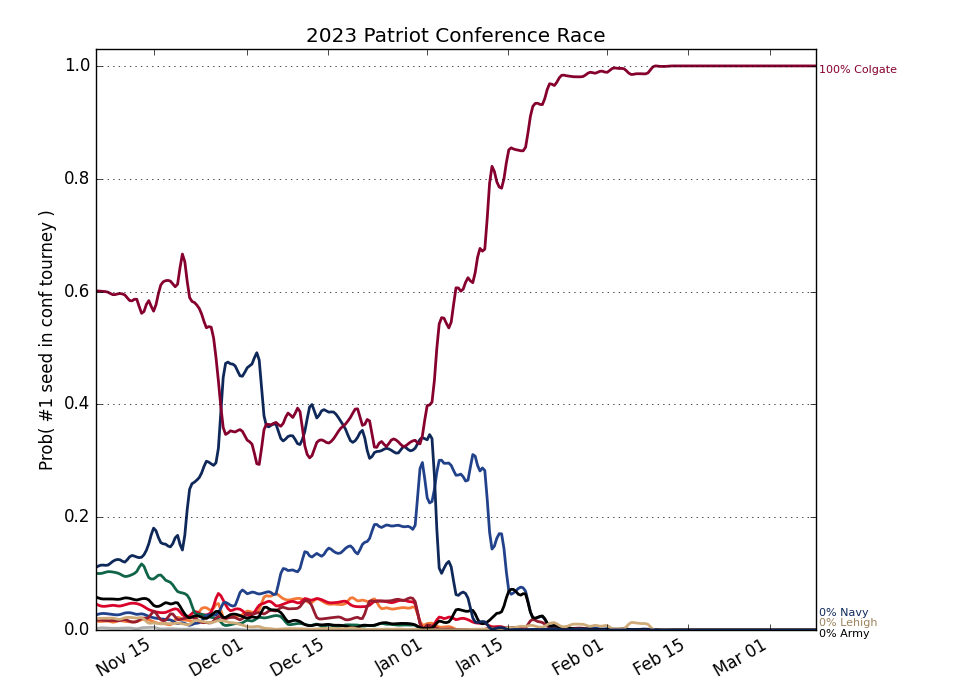 2023 Patriot Conference Race
Prob( #1 seed in conf tourney )
1.0
0.8
0.6
0.4
0.2
0.0
Nov 15
Dec 01
Dec 15
Jan 01
Jan 15
Feb 01
Feb 15
Mar 01
100% Colgate
0% Navy
0% Lehigh
0% Army